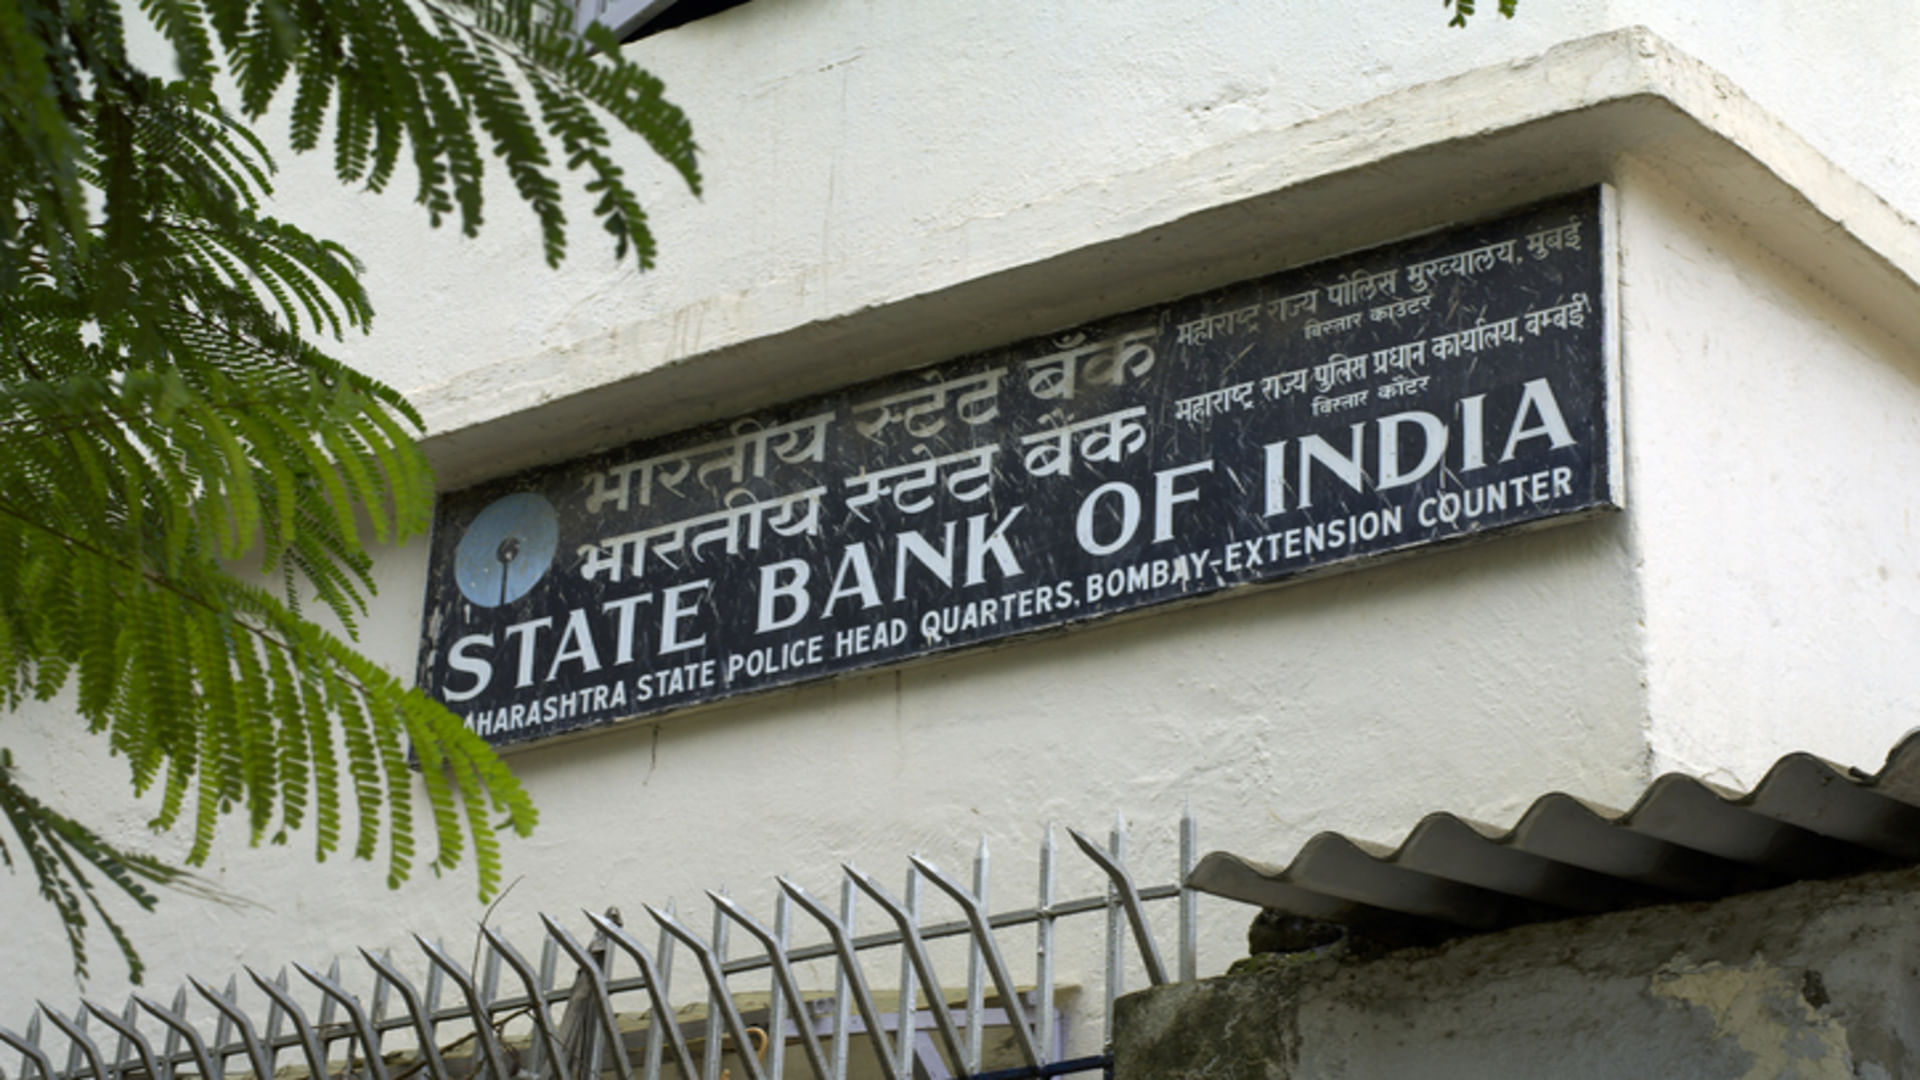 भारतीय स्टेट बँक
महाराष्ट्र राज्य पोलिस मुख्यालय, मुंबई
विस्तार काउंटर
भारतीय स्टेट बैंक
महाराष्ट्र राज्य पुलिस प्रधान कार्यालय, बम्बई
विस्तार कौंटर
STATE BANK OF INDIA
AHARASHTRA STATE POLICE HEAD QUARTERS, BOMBAY-EXTENSION COUNTER